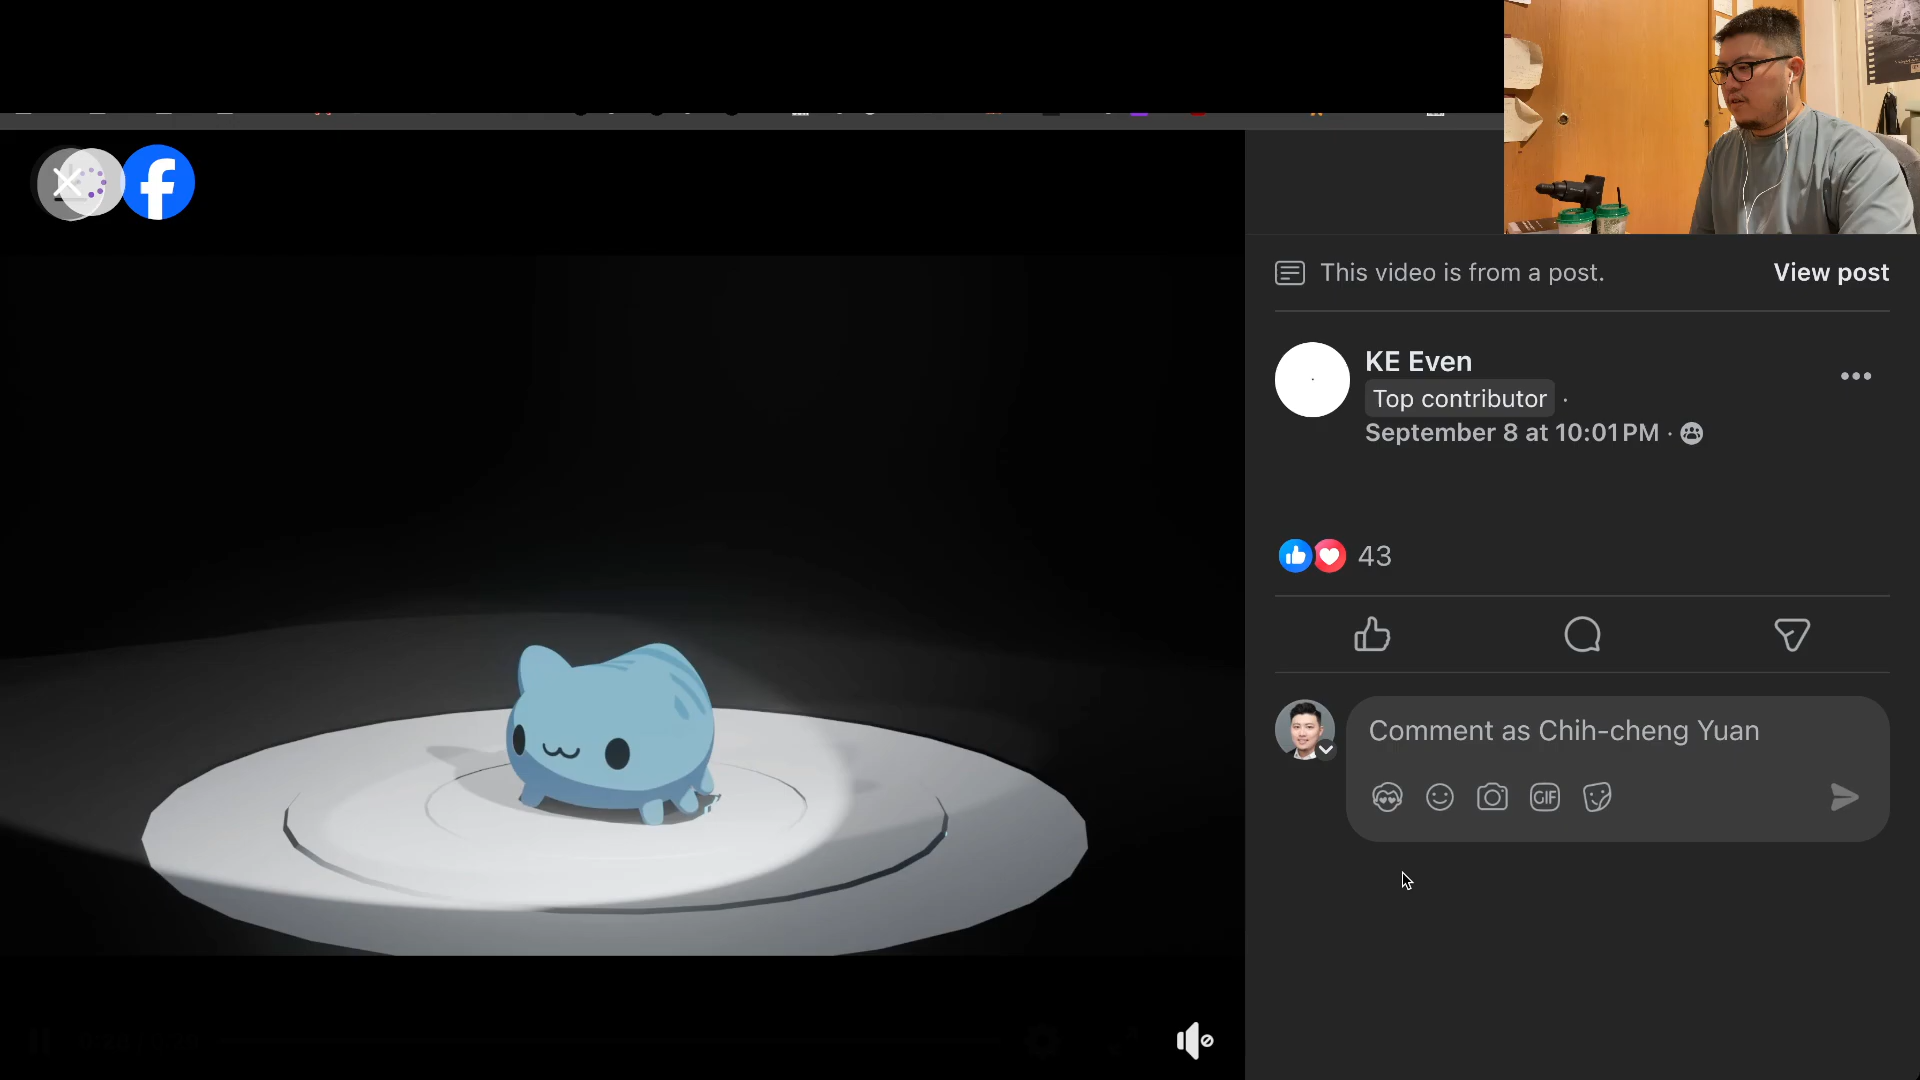 This video is from a post.
View post
KE Even
Top contributor ·
September 8 at 10:01 PM ·
43
Comment as Chih-cheng Yuan
GIF